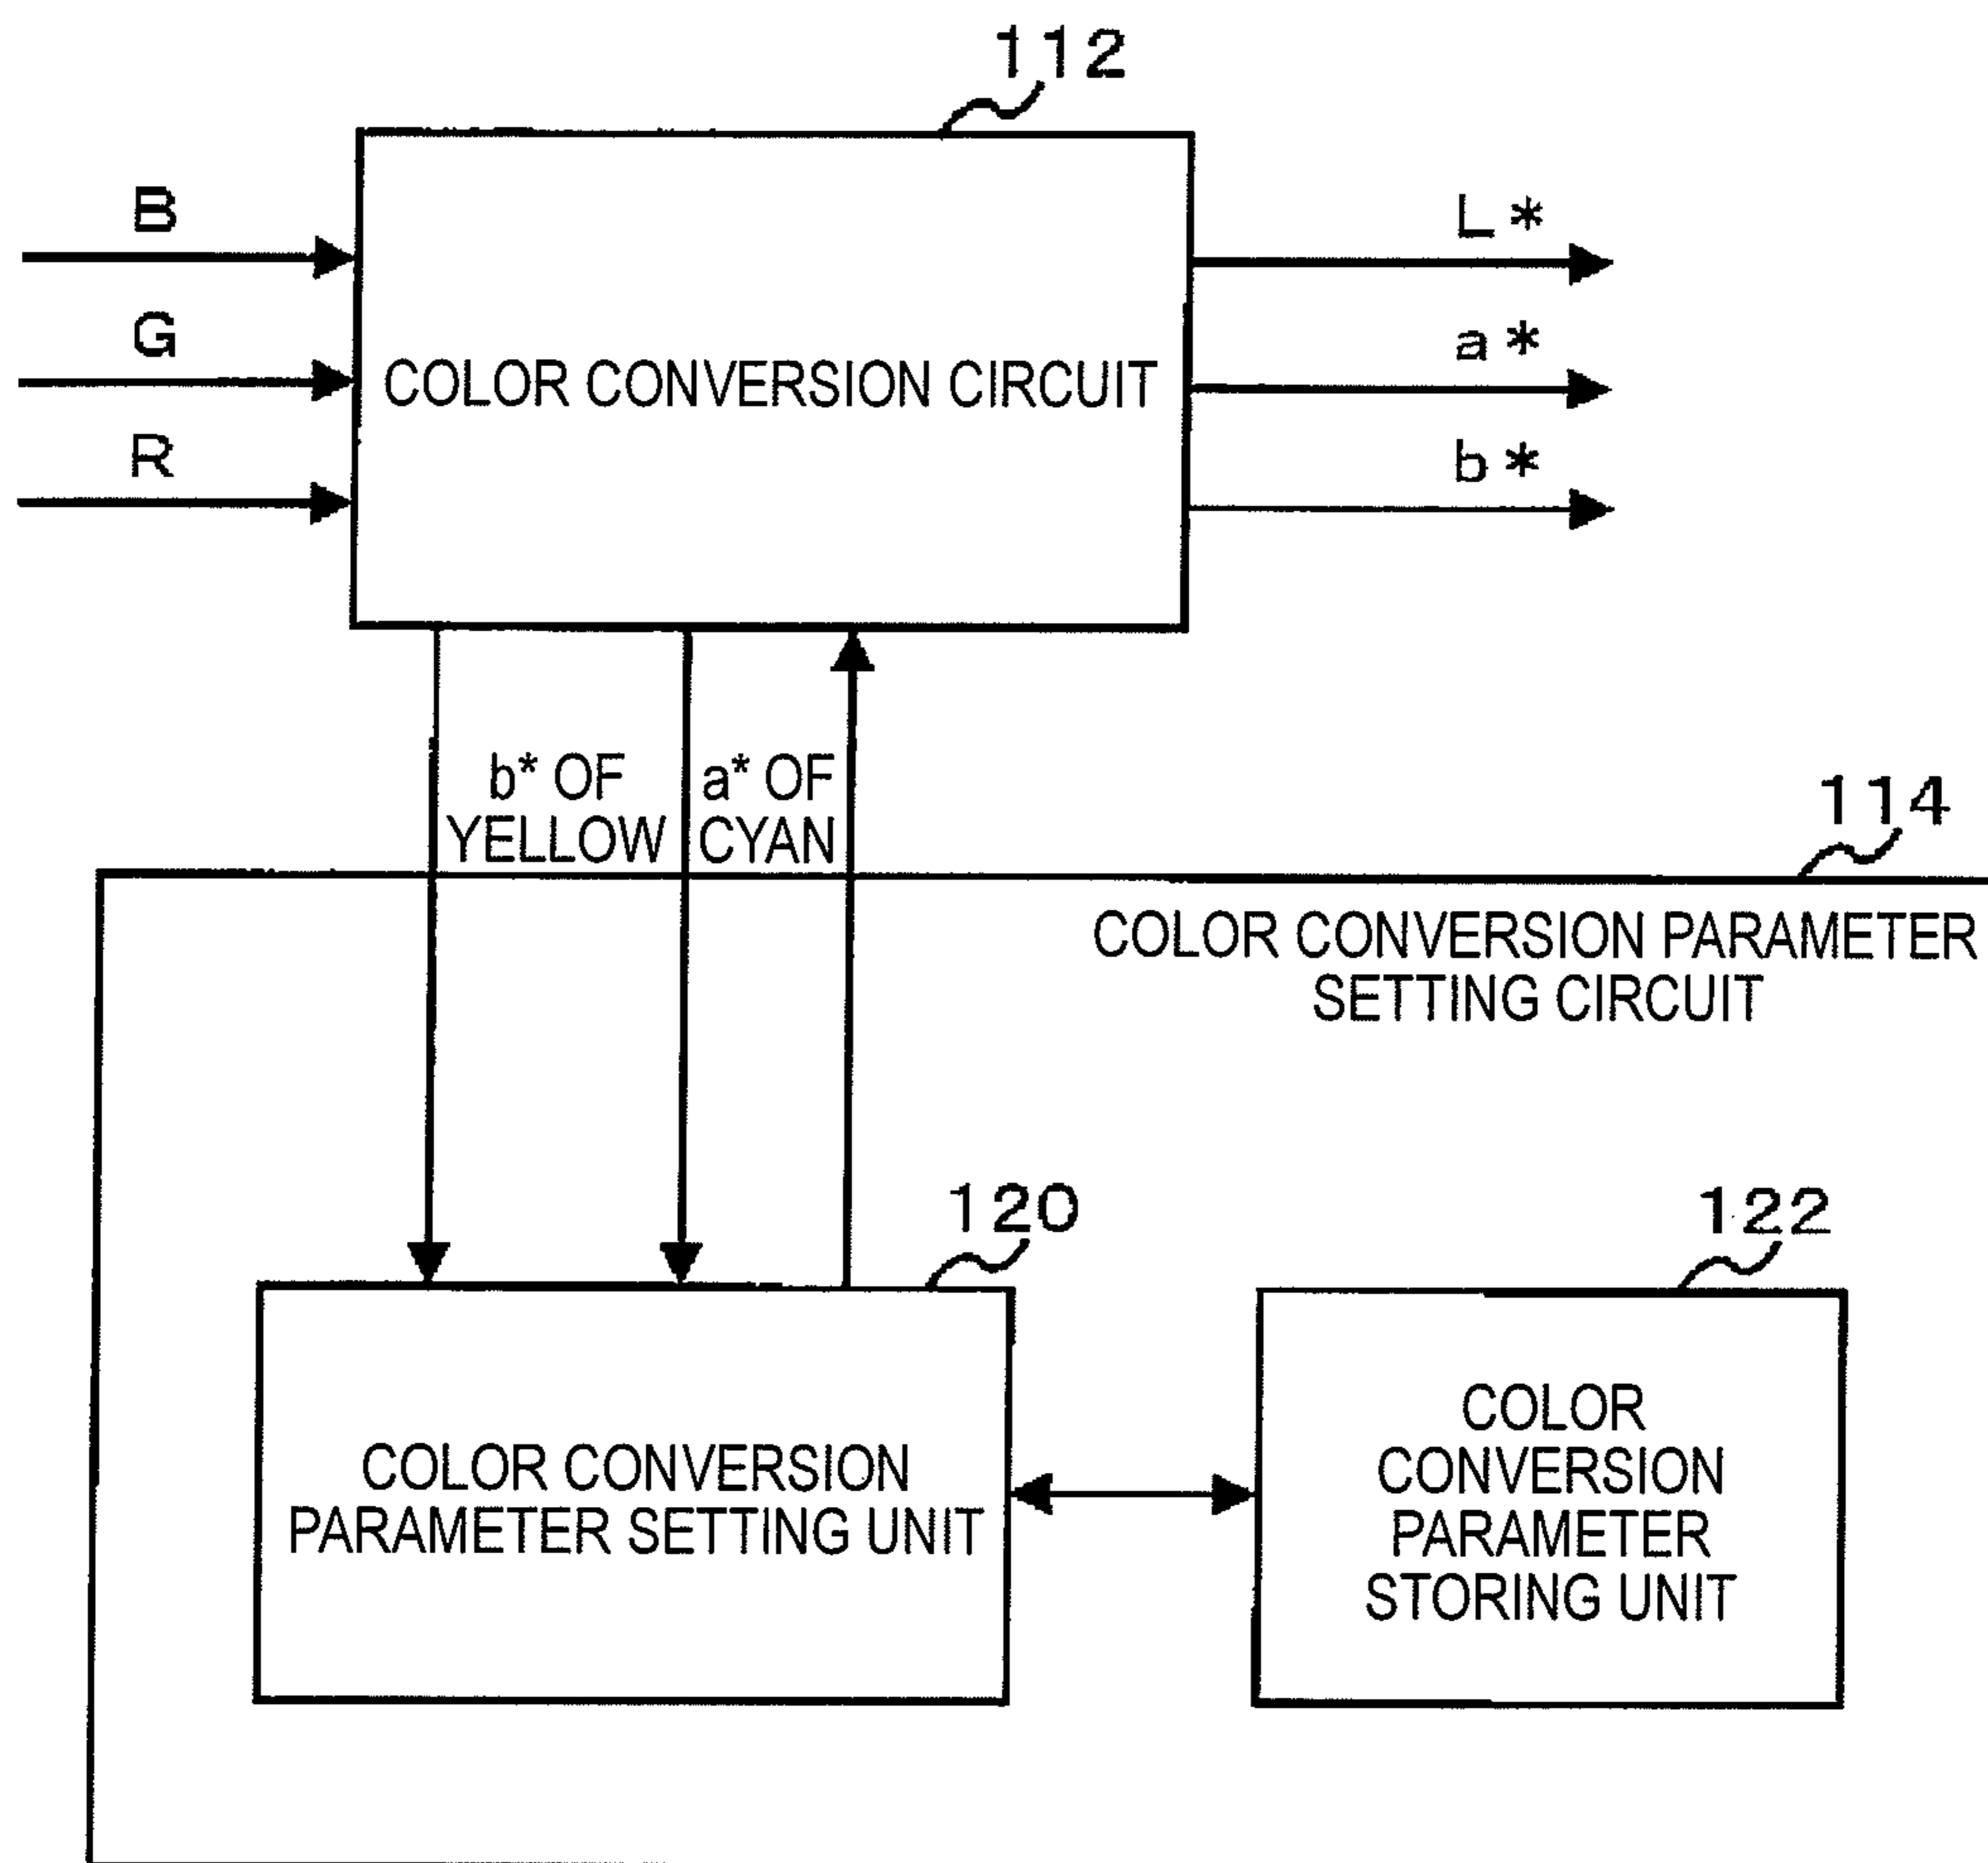 112
B
G
R
COLOR CONVERSION CIRCUIT
L*
a*
b*
b* OF
YELLOW
a* OF
CYAN
114
COLOR CONVERSION PARAMETER
SETTING CIRCUIT
120
122
COLOR CONVERSION
PARAMETER SETTING UNIT
COLOR
CONVERSION
PARAMETER
STORING UNIT